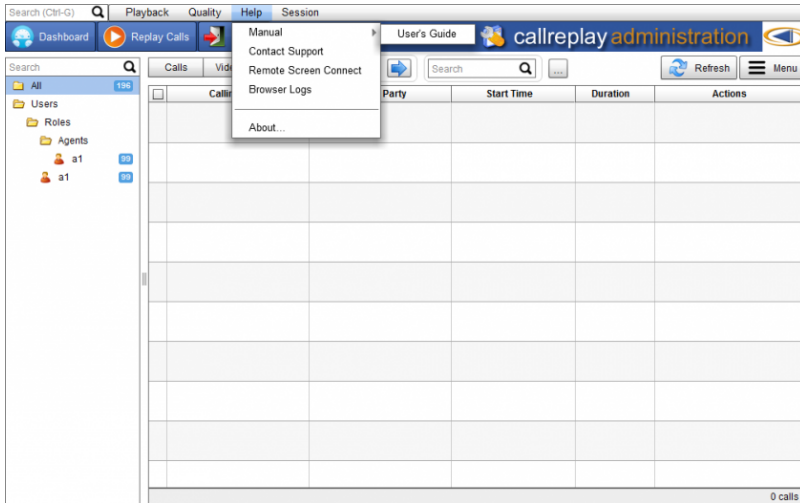 Search (Ctrl-G) Playback Quality Help Session
Dashboard Replay Calls callreplay administration
Manual User's Guide
Contact Support
Remote Screen Connect
Browser Logs
About...
Search Calls Search ... Refresh Menu
Party Start Time Duration Actions
All 196
Users
Roles
Agents
a1 99
a1 99
0 calls